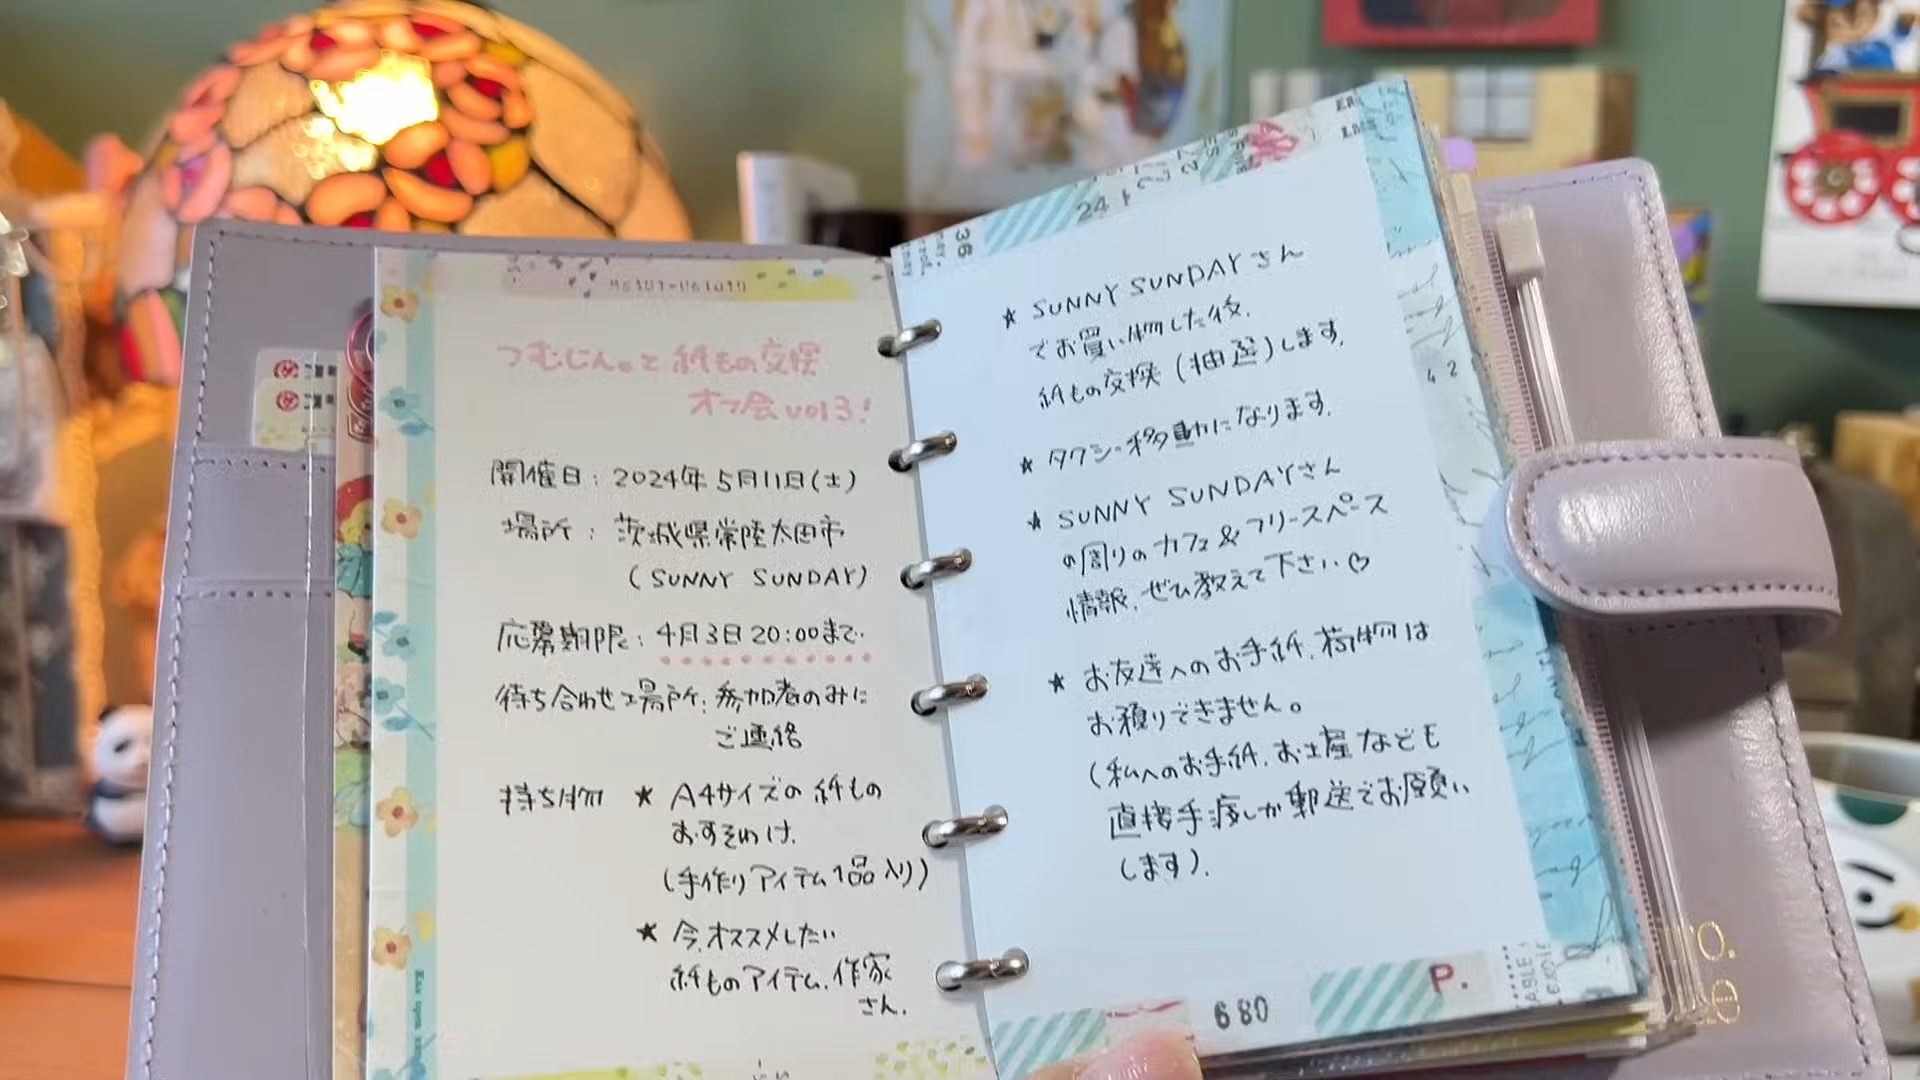 つむじん。と紙もの交換
オフ会vol3!
開催日:2024年5月11日(土)
場所:茨城県常陸太田市
(SUNNY SUNDAY)
応募期限:4月3日20:00まで.
待ち合わせ場所:参加者のみに
ご連絡
持ち物 ★ A4サイズの紙もの
おすそわけ.
(手作りアイテム1品入り)
★ 今.オススメしたい
紙ものアイテム.作家
さん.
36
24
★ SUNNY SUNDAYさん
でお買い物した後.
紙もの交換(抽選)します.
★ タクシー移動になります.
★ SUNNY SUNDAYさん
の周りのカフェ&フリースペース
情報.ぜひ教えて下さい♡
★ お友達へのお手紙.荷物は
お預りできません。
(私へのお手紙.お土産なども
直接手渡しか郵送でお願い
します).
42
P.
680